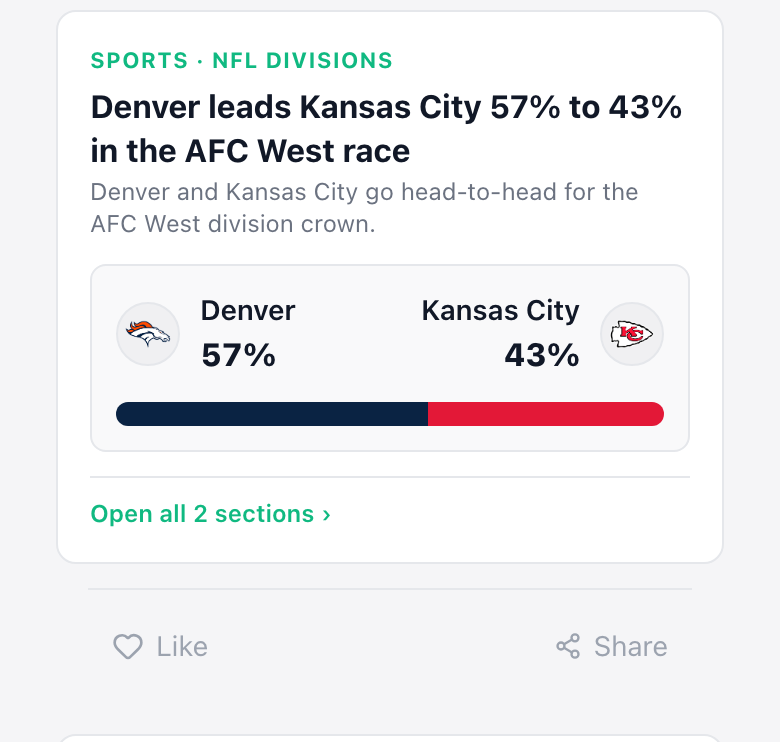 SPORTS · NFL DIVISIONS
Denver leads Kansas City 57% to 43%
in the AFC West race
Denver and Kansas City go head-to-head for the
AFC West division crown.
Denver
57%
Kansas City
43%
KC
Open all 2 sections ›
Like
Share